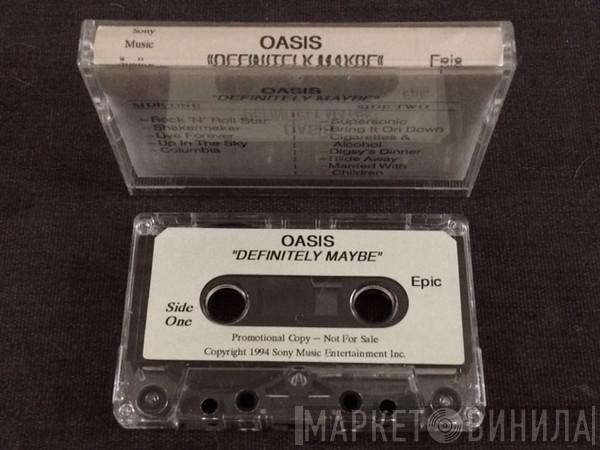 Sony
Music
OASIS
"DEFINITELY MAYBE"
Epic
OASIS
"DEFINITELY MAYBE"
SIDE ONE
SIDE TWO
-Rock 'N' Roll Star
-Shakermaker
-Live Forever
-Up In The Sky
-Columbia
-Supersonic
-Bring It On Down
-Cigarettes &
Alcohol
-Digsy's Dinner
-Slide Away
-Married With
Children
OASIS
"DEFINITELY MAYBE"
Epic
Side
One
Promotional Copy – Not For Sale
Copyright 1994 Sony Music Entertainment Inc.
МАРКЕТ ВИНИЛА